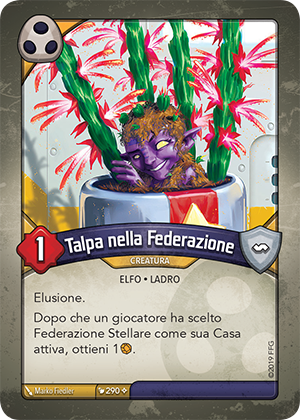 1
Talpa nella Federazione
CREATURA
ELFO • LADRO
Elusione.
Dopo che un giocatore ha scelto
Federazione Stellare come sua Casa
attiva, ottieni 1
©2019 FFG
Marko Fiedler
290